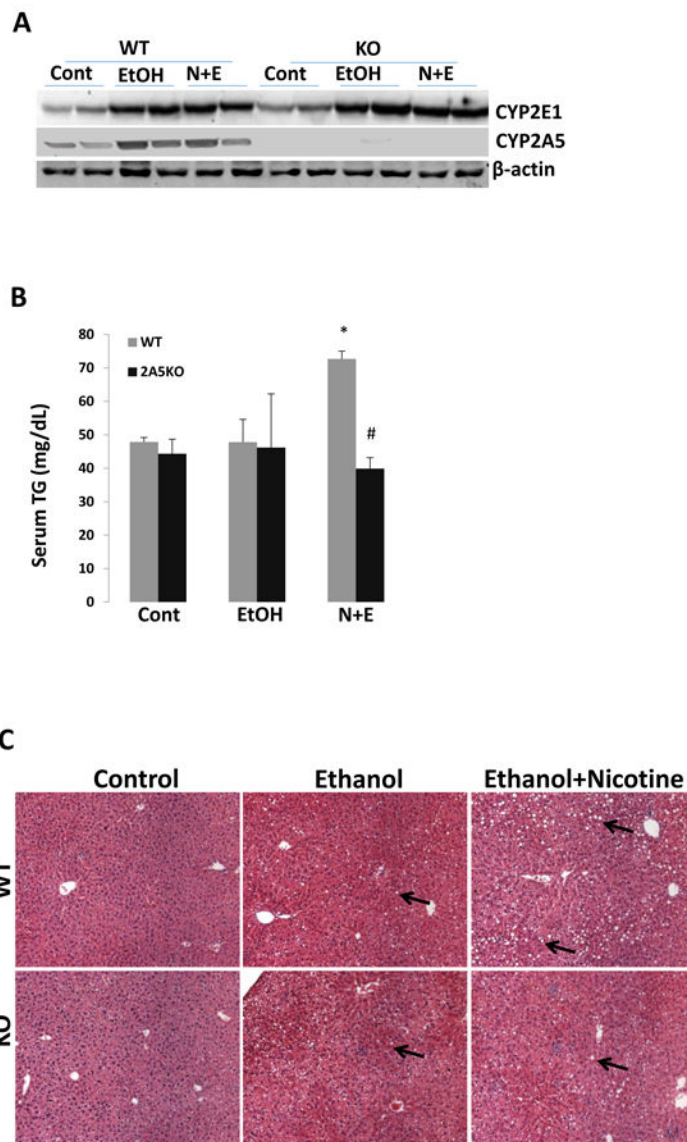 A
WT KO
Cont EtOH N+E Cont EtOH N+E
CYP2E1
CYP2A5
β-actin
B
80
70
60
50
40
30
20
10
0
Serum TG (mg/dL)
WT
2A5KO
*
#
Cont EtOH N+E
C
Control Ethanol Ethanol+Nicotine
WT
KO